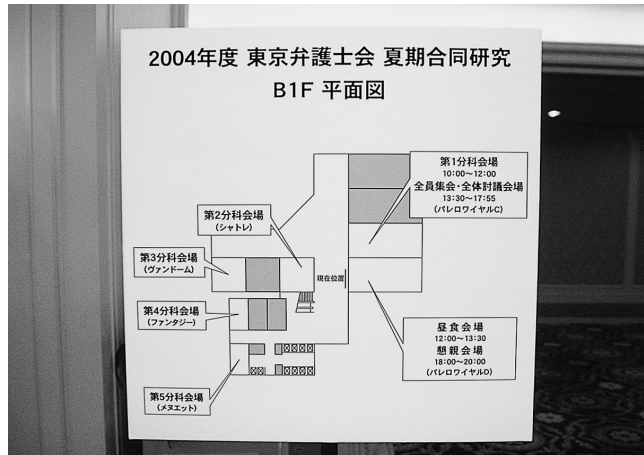 2004年度 東京弁護士会 夏期合同研究
B1F 平面図
第1分科会場
10:00～12:00
全員集会・全体討議会場
13:30～17:55
(パレロワイヤルC)
第2分科会場
(シャトレ)
第3分科会場
(ヴァンドーム)
現在位置
第4分科会場
(ファンタジー)
昼食会場
12:00～13:30
懇親会場
18:00～20:00
(パレロワイヤルD)
第5分科会場
(メヌエット)